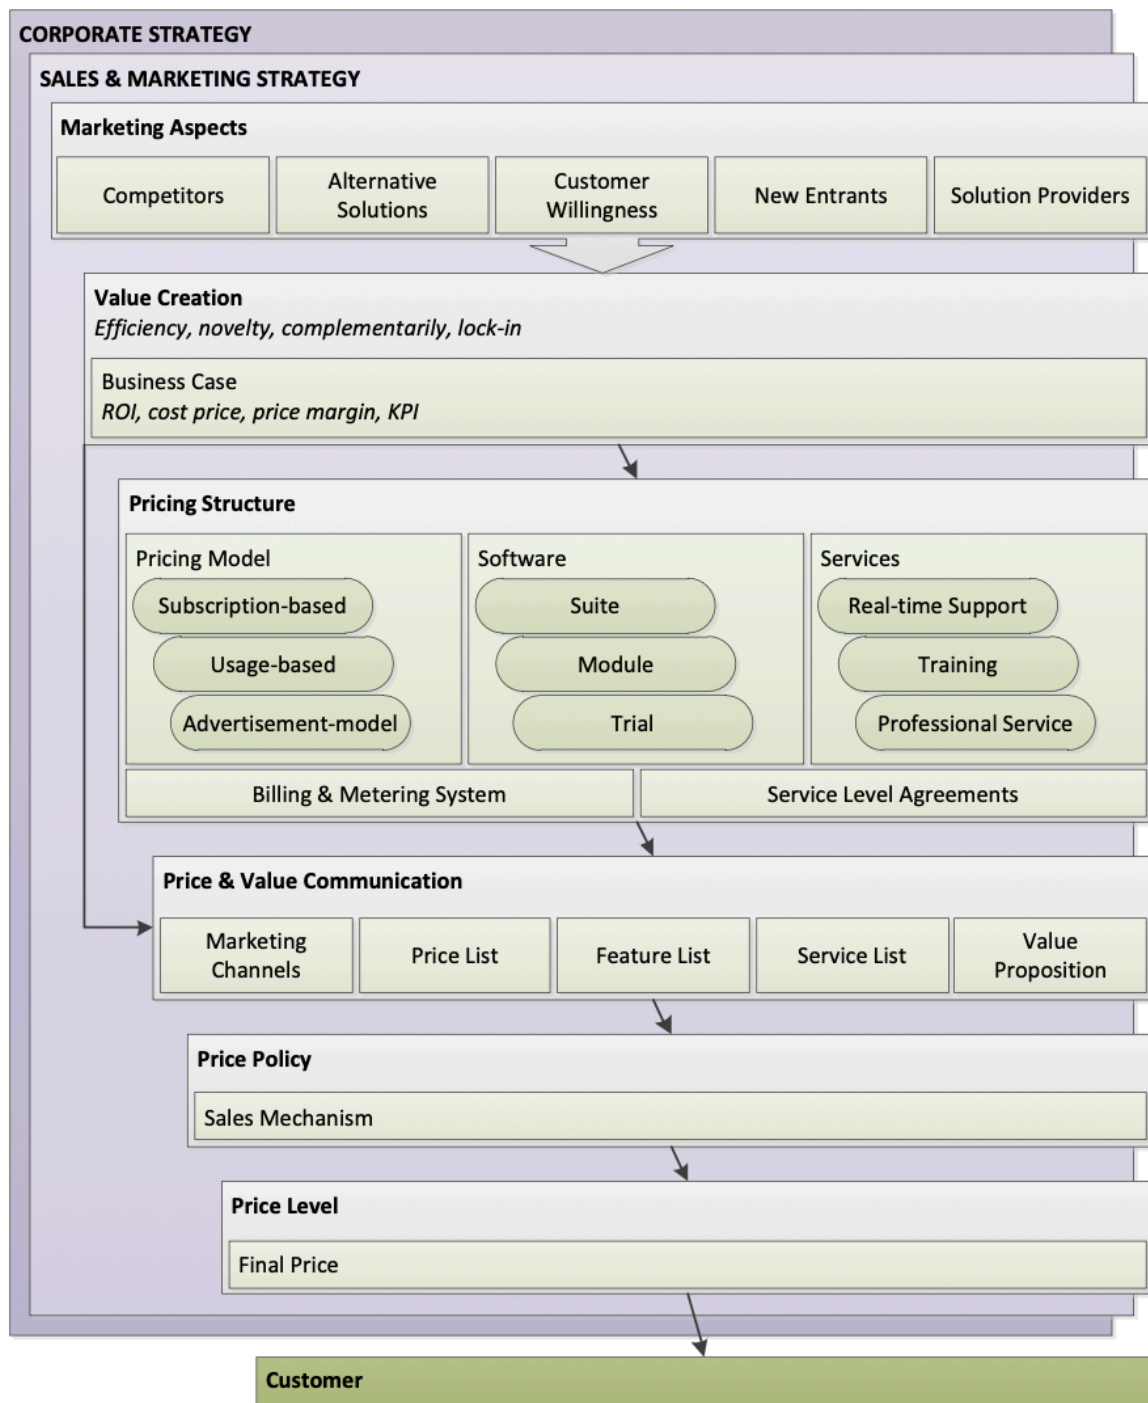 CORPORATE STRATEGY
SALES & MARKETING STRATEGY
Marketing Aspects
Competitors
Alternative
Solutions
Customer
Willingness
New Entrants
Solution Providers
Value Creation
Efficiency, novelty, complementarily, lock-in
Business Case
ROI, cost price, price margin, KPI
Pricing Structure
Pricing Model
Subscription-based
Usage-based
Advertisement-model
Software
Suite
Module
Trial
Services
Real-time Support
Training
Professional Service
Billing & Metering System
Service Level Agreements
Price & Value Communication
Marketing
Channels
Price List
Feature List
Service List
Value
Proposition
Price Policy
Sales Mechanism
Price Level
Final Price
Customer